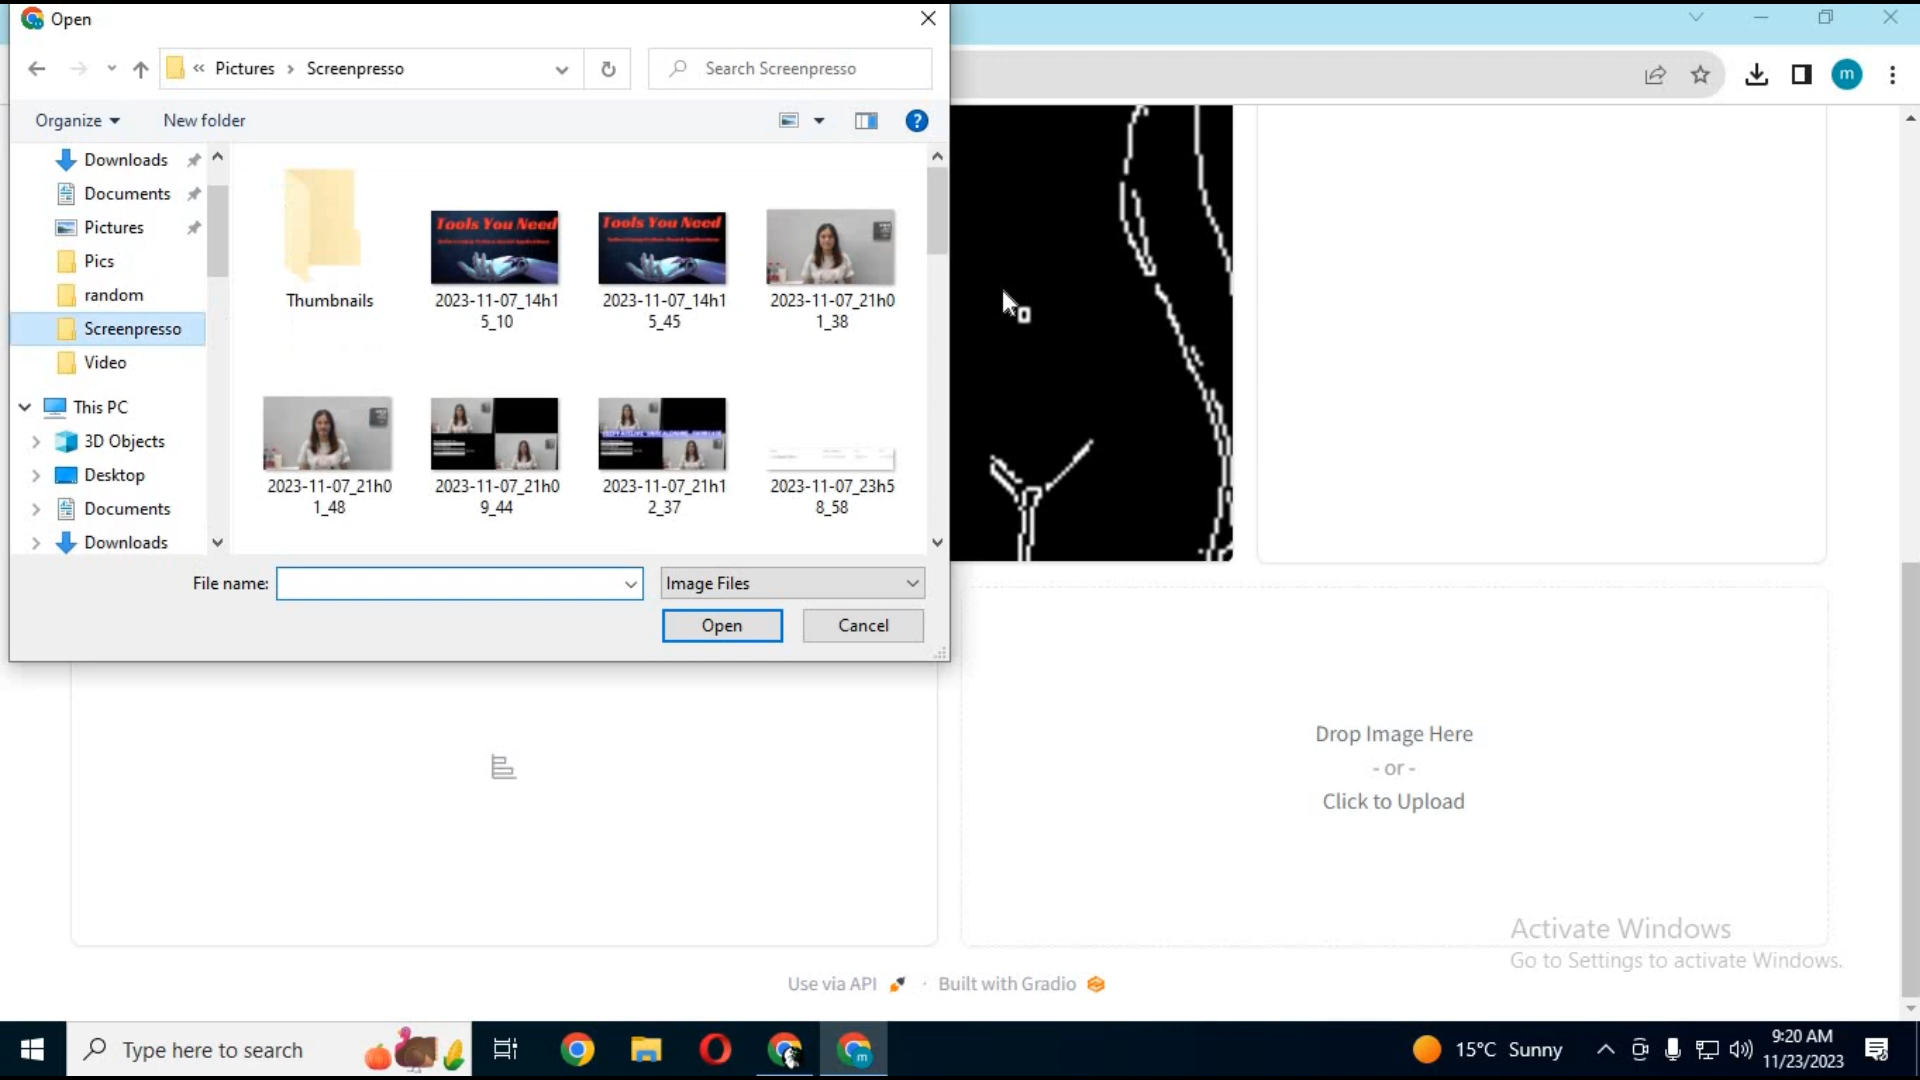 Open
« Pictures › Screenpresso
Search Screenpresso
Organize
New folder
Downloads
Documents
Pictures
Pics
random
Screenpresso
Video
This PC
3D Objects
Desktop
Documents
Downloads
Thumbnails
Tools You Need
2023-11-07_14h1
5_10
Tools You Need
2023-11-07_14h1
5_45
2023-11-07_21h0
1_38
2023-11-07_21h0
1_48
2023-11-07_21h0
9_44
2023-11-07_21h1
2_37
2023-11-07_23h5
8_58
File name:
Image Files
Open
Cancel
m
Drop Image Here
- or -
Click to Upload
Activate Windows
Go to Settings to activate Windows.
Use via API
·
Built with Gradio
Type here to search
m
15°C Sunny
9:20 AM
11/23/2023